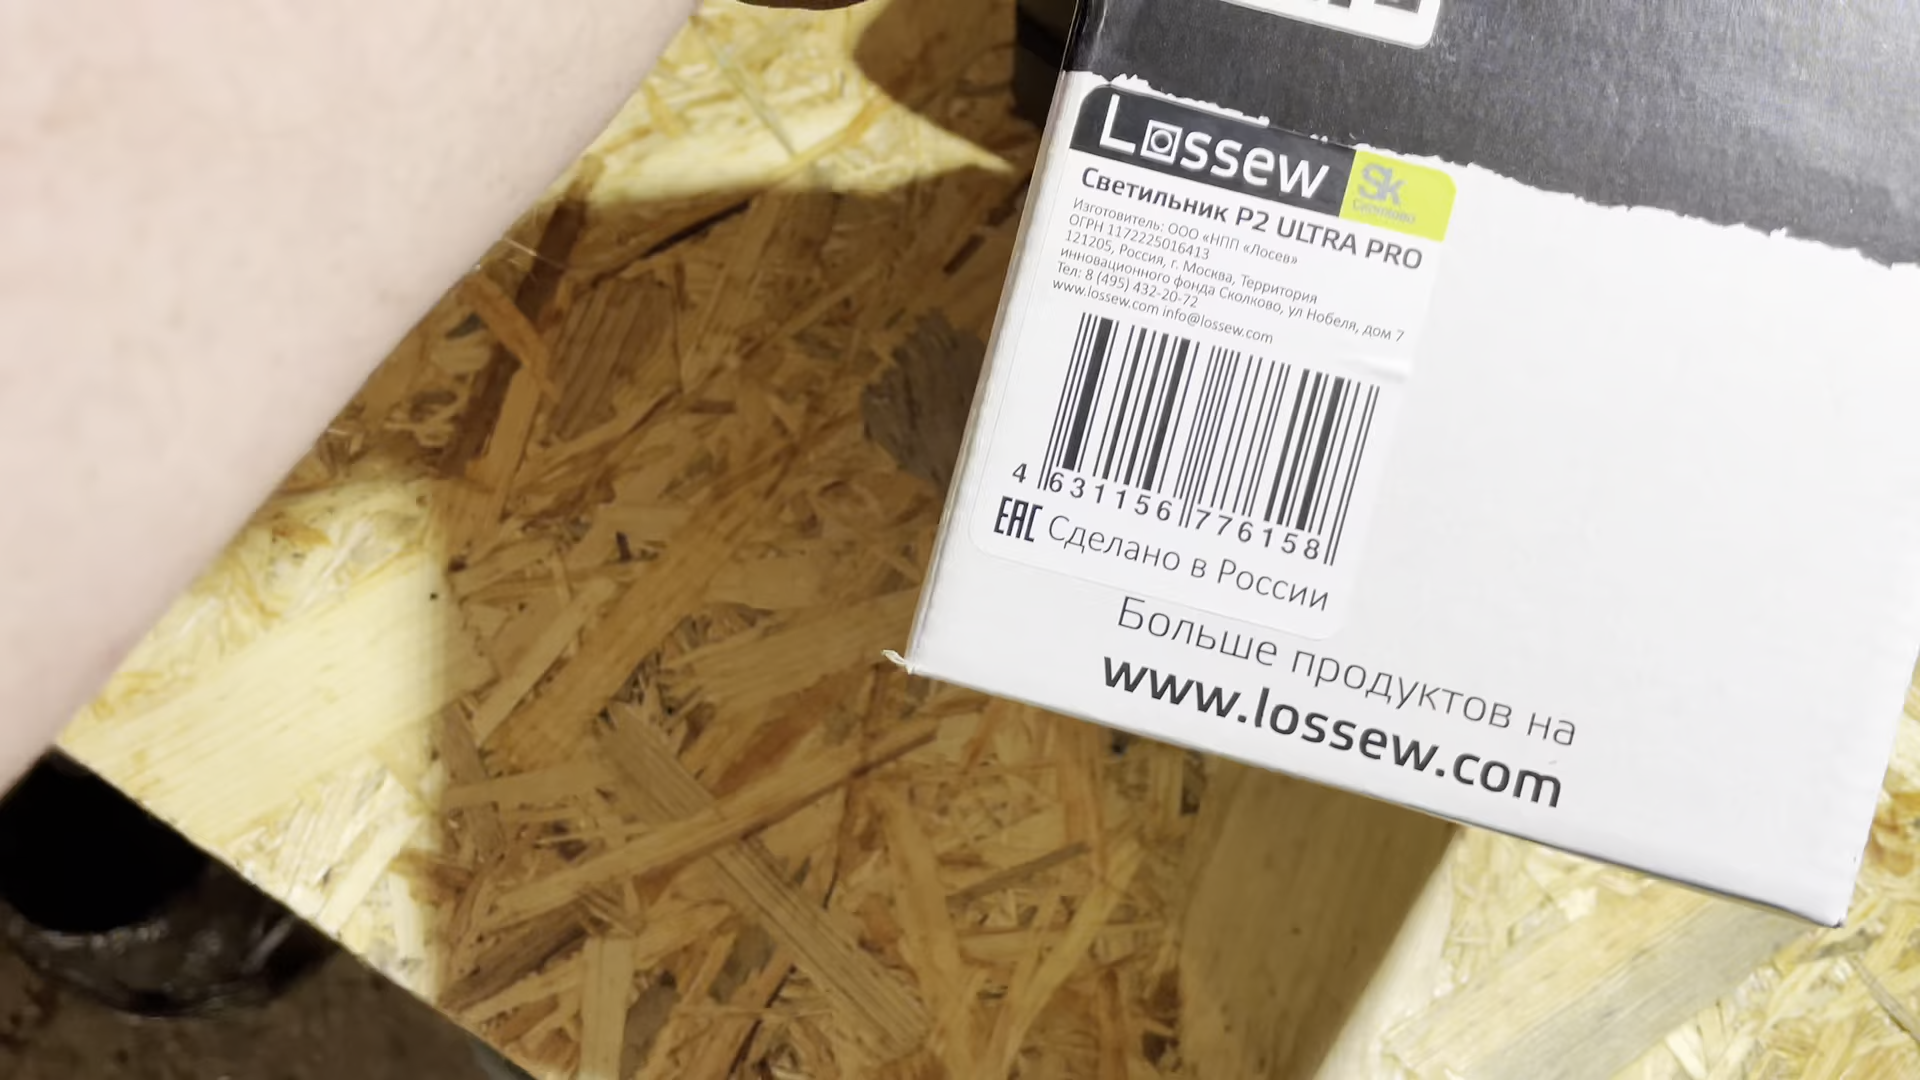 Lossew
Sk
Сколково
Светильник P2 ULTRA PRO
Изготовитель: ООО «НПП «Лосев»
ОГРН 1172225016413
121205, Россия, г. Москва, Территория
инновационного фонда Сколково, ул Нобеля, дом 7
Тел: 8 (495) 432-20-72
www.lossew.com info@lossew.com
4 631156 776158
EAC Сделано в России
Больше продуктов на
www.lossew.com